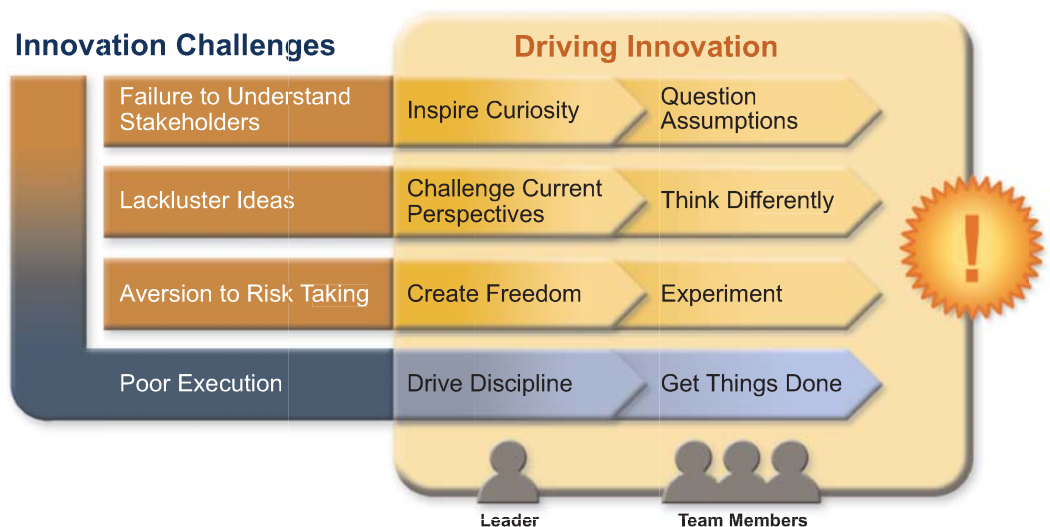 Innovation Challenges
Driving Innovation
Failure to Understand
Stakeholders
Inspire Curiosity
Question
Assumptions
Lackluster Ideas
Challenge Current
Perspectives
Think Differently
Aversion to Risk Taking
Create Freedom
Experiment
Poor Execution
Drive Discipline
Get Things Done
!
Leader
Team Members